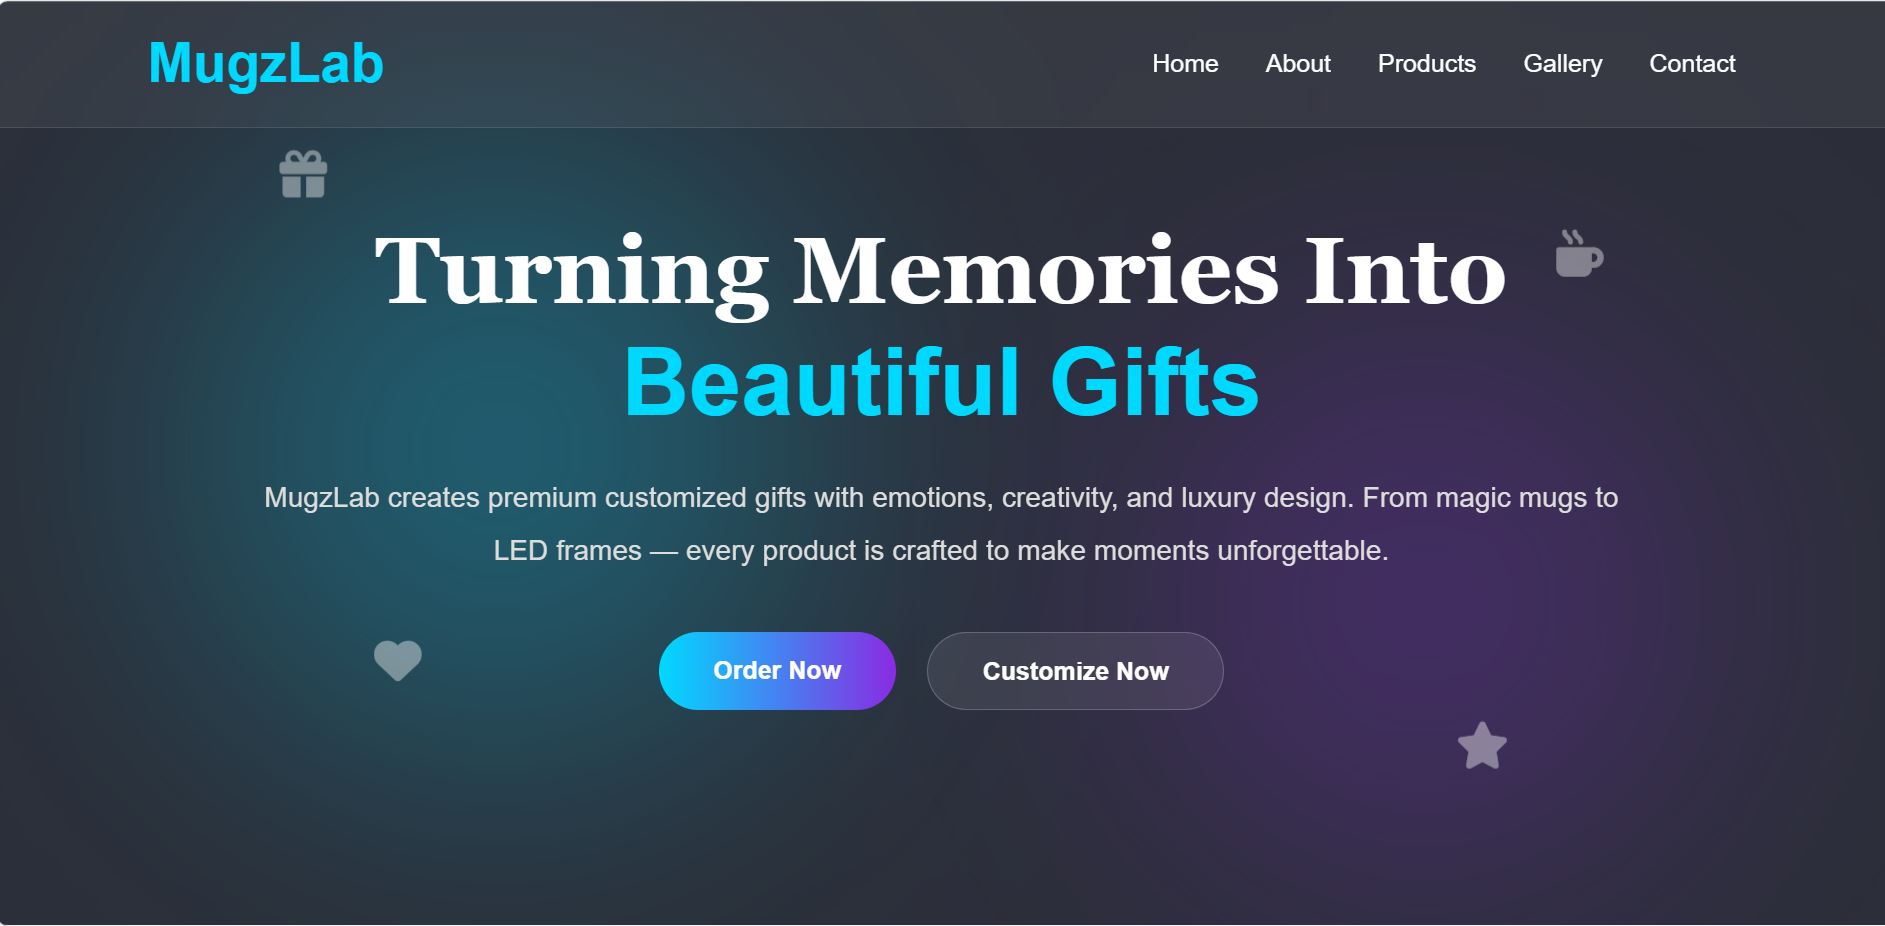 MugzLab
Home About Products Gallery Contact
Turning Memories Into
Beautiful Gifts
MugzLab creates premium customized gifts with emotions, creativity, and luxury design. From magic mugs to
LED frames — every product is crafted to make moments unforgettable.
Order Now Customize Now